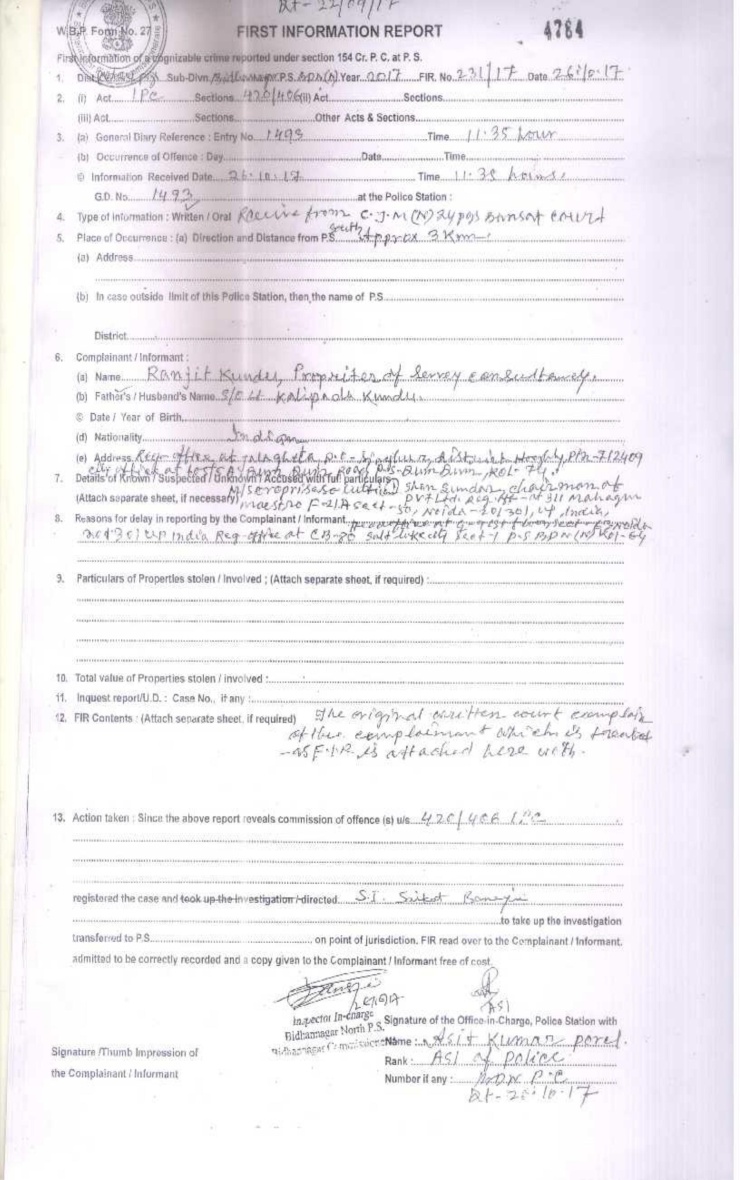 Dt - 22/09/17
W.B.P. Form No. 27
FIRST INFORMATION REPORT
4764
First Information of a cognizable crime reported under section 154 Cr. P. C. at P. S.
1. Dist. Sub-Divn. Bidhannagar P.S. BDN(N) Year 2017 FIR. No. 231/17 Date 26.10.17
2. (i) Act IPC Sections 420/406 (ii) Act Sections
(iii) Act Sections Other Acts & Sections
3. (a) General Diary Reference : Entry No. 1493 Time 11.35 hour
(b) Occurrence of Offence : Day Date Time
© Information Received Date 26.10.17 Time 11.35 hours.
G.D. No. 1493 at the Police Station :
4. Type of information : Written / Oral Receive from C.J.M (N) 24 pgs Barasat court
5. Place of Occurrence : (a) Direction and Distance from P.S. South Approx 3 Km.
(a) Address
(b) In case outside limit of this Police Station, then the name of P.S
District
6. Complainant / Informant :
(a) Name Ranjit Kundu, Propriter of Servey consultancy.
(b) Father's / Husband's Name S/O Lt Kalipada Kundu.
© Date / Year of Birth
(d) Nationality Indian
(e) Address Reg- office at P.S- District- Hooghly, PIN-712409
city office at Dum Dum Road P.S- Dum Dum, Kol- 74.
7. Details of Known / Suspected / Unknown / Accused with full particulars
(Attach separate sheet, if necessary) Shen Sundar, chairman of
PVT Ltd. Reg. off- at 311 Mahagun
maestro F-21A sect-50, Noida-201301, UP, India,
8. Reasons for delay in reporting by the Complainant / Informant
UP India Reg-office at CB-80 salt lake city Sect-1 P.S BDN(N) Kol-64
9. Particulars of Properties stolen / Involved ; (Attach separate sheet, if required) :
10. Total value of Properties stolen / involved :
11. Inquest report/U.D. : Case No., if any :
12. FIR Contents : (Attach separate sheet, if required) The original written court complain
of the complainant which is treated
-as F.I.R is attached here with.
13. Action taken : Since the above report reveals commission of offence (s) u/s 420/406 IPC
registered the case and took up the investigation / directed S.I. Saikat Banerjee
to take up the investigation
transferred to P.S. on point of jurisdiction. FIR read over to the Complainant / Informant.
admitted to be correctly recorded and a copy given to the Complainant / Informant free of cost.
ASI
Inspector In-charge
Bidhannagar North P.S.
Bidhannagar Commissionerate
Signature of the Office-in-Charge, Police Station with
Name : Asit Kumar Porel.
Signature /Thumb Impression of
Rank : ASI of Police
the Complainant / Informant
Number if any : BDN P.C
Dt- 26.10.17